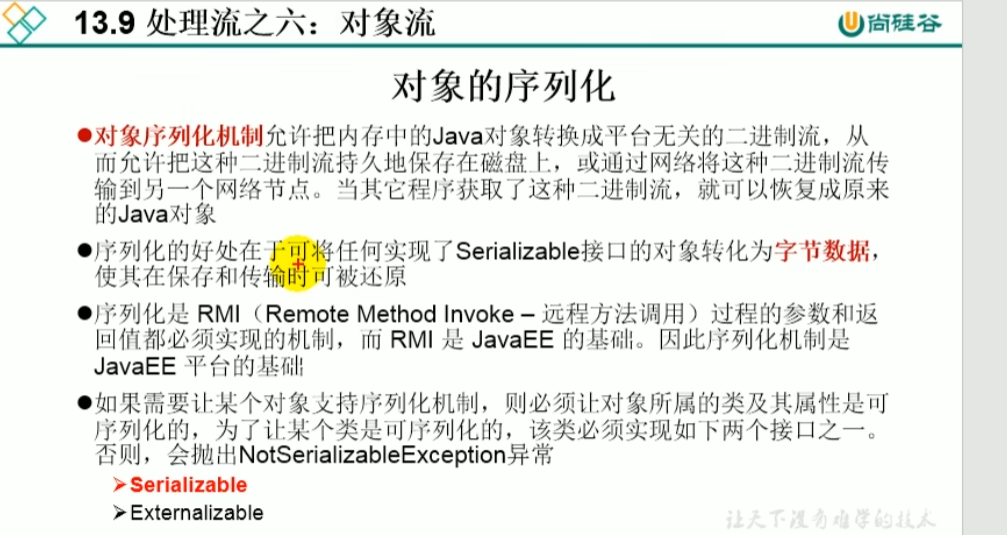 13.9 处理流之六：对象流
尚硅谷
对象的序列化
●对象序列化机制允许把内存中的Java对象转换成平台无关的二进制流，从
而允许把这种二进制流持久地保存在磁盘上，或通过网络将这种二进制流传
输到另一个网络节点。当其它程序获取了这种二进制流，就可以恢复成原来
的Java对象
●序列化的好处在于可将任何实现了Serializable接口的对象转化为字节数据，
使其在保存和传输时可被还原
●序列化是 RMI（Remote Method Invoke – 远程方法调用）过程的参数和返
回值都必须实现的机制，而 RMI 是 JavaEE 的基础。因此序列化机制是
JavaEE 平台的基础
●如果需要让某个对象支持序列化机制，则必须让对象所属的类及其属性是可
序列化的，为了让某个类是可序列化的，该类必须实现如下两个接口之一。
否则，会抛出NotSerializableException异常
➢Serializable
➢Externalizable
让天下没有难学的技术